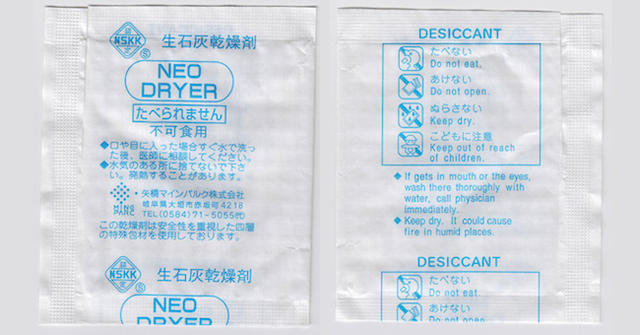 認
NSKK
定
S
生石灰乾燥剤
NEO
DRYER
たべられません
不可食用
◆口や目に入った場合すぐ水で洗っ
た後、医師に相談してください。
◆水気のある所に捨てないで下さ
い。発熱することがあります。
MINE
PARC
・矢橋マインパルク株式会社
岐阜県大垣市赤坂町4218
TEL(0584)71-5055㈹
この乾燥剤は安全性を重視した四層
の特殊包材を使用しております。
認
NSKK
定
S
生石灰乾燥剤
NEO
DRYER
DESICCANT
たべない
Do not eat.
あけない
Do not open.
ぬらさない
Keep dry.
こどもに注意
Keep out of reach
of children.
◆ If gets in mouth or the eyes,
wash there thoroughly with
water, call physician
immediately.
◆ Keep dry. It could cause
fire in humid places.
DESICCANT
たべない
Do not eat.
あけない
Do not open